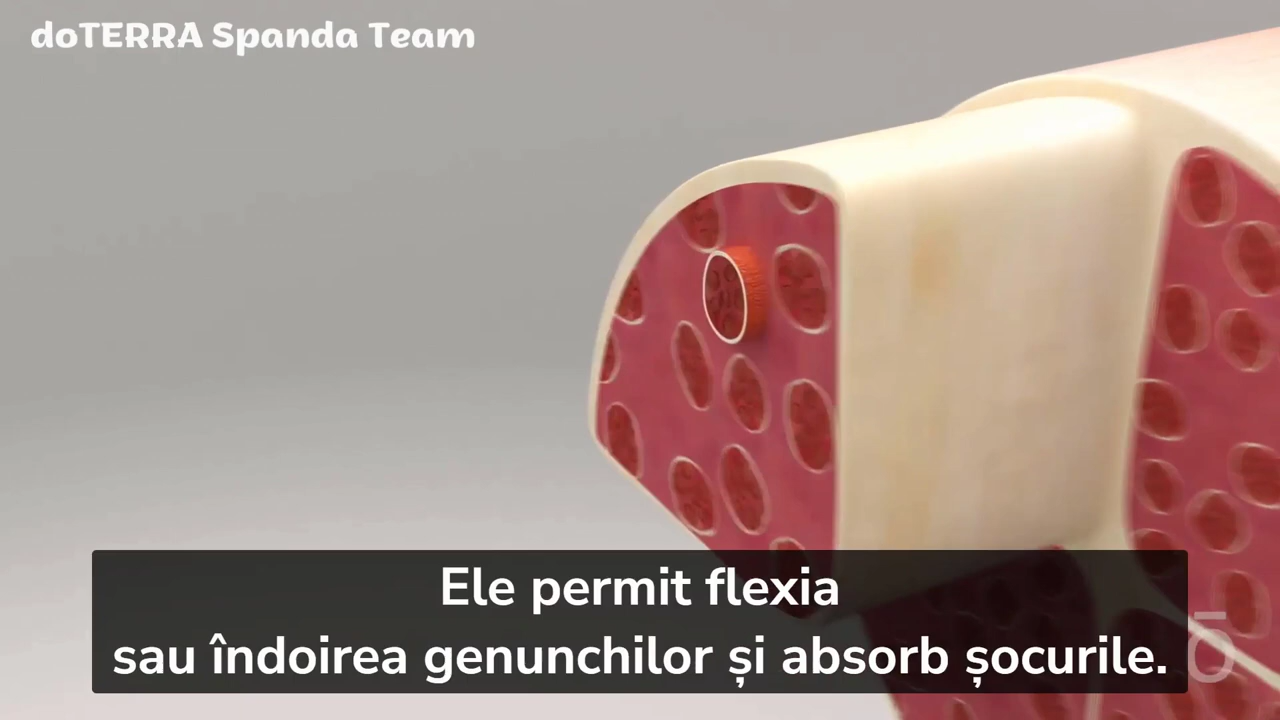 doTERRA Spanda Team
Ele permit flexia
sau îndoirea genunchilor și absorb șocurile.
ō